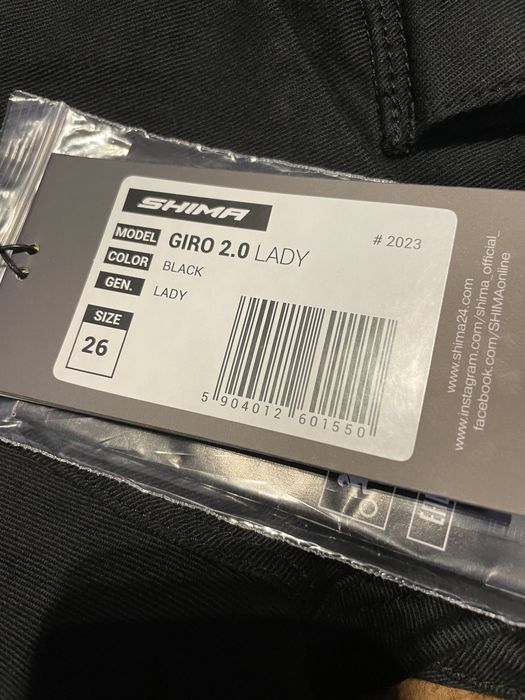 SHIMA
MODEL GIRO 2.0 LADY
# 2023
COLOR BLACK
GEN. LADY
SIZE
26
5 904012 601550
www.shima24.com
www.instagram.com/shima_official_
facebook.com/SHIMAonline